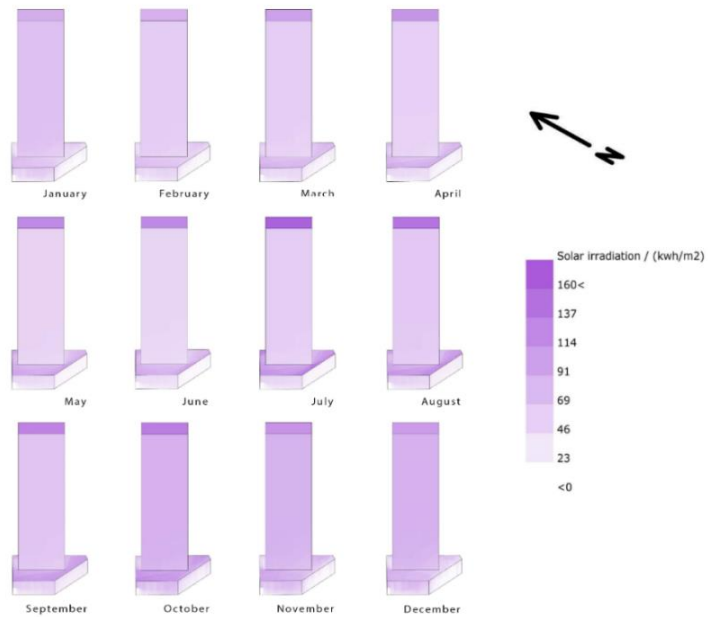 January
February
March
April
N
May
June
July
August
Solar irradiation / (kwh/m2)
160<
137
114
91
69
46
23
<0
September
October
November
December